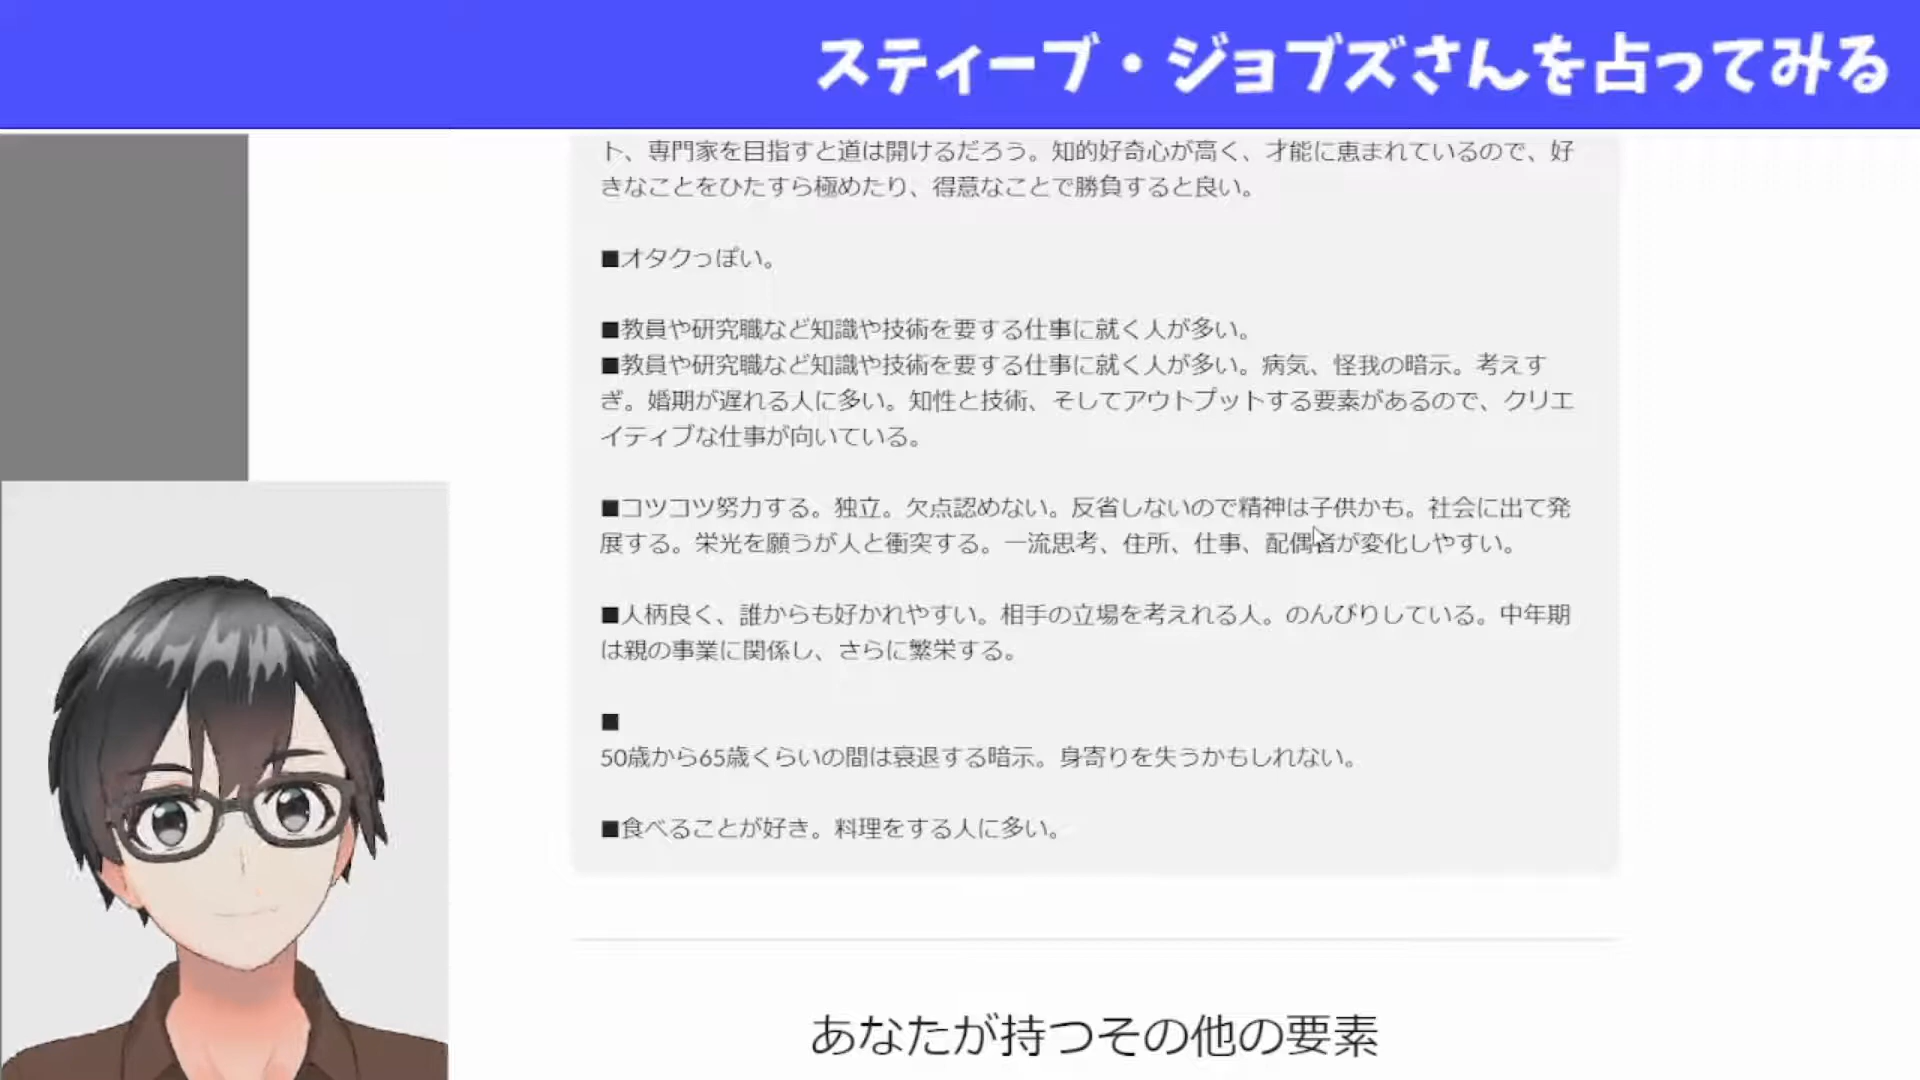 スティーブ・ジョブズさんを占ってみる
ト、専門家を目指すと道は開けるだろう。知的好奇心が高く、才能に恵まれているので、好
きなことをひたすら極めたり、得意なことで勝負すると良い。
■オタクっぽい。
■教員や研究職など知識や技術を要する仕事に就く人が多い。
■教員や研究職など知識や技術を要する仕事に就く人が多い。病気、怪我の暗示。考えす
ぎ。婚期が遅れる人に多い。知性と技術、そしてアウトプットする要素があるので、クリエ
イティブな仕事が向いている。
■コツコツ努力する。独立。欠点認めない。反省しないので精神は子供かも。社会に出て発
展する。栄光を願うが人と衝突する。一流思考、住所、仕事、配偶者が変化しやすい。
■人柄良く、誰からも好かれやすい。相手の立場を考えれる人。のんびりしている。中年期
は親の事業に関係し、さらに繁栄する。
■
50歳から65歳くらいの間は衰退する暗示。身寄りを失うかもしれない。
■食べることが好き。料理をする人に多い。
あなたが持つその他の要素